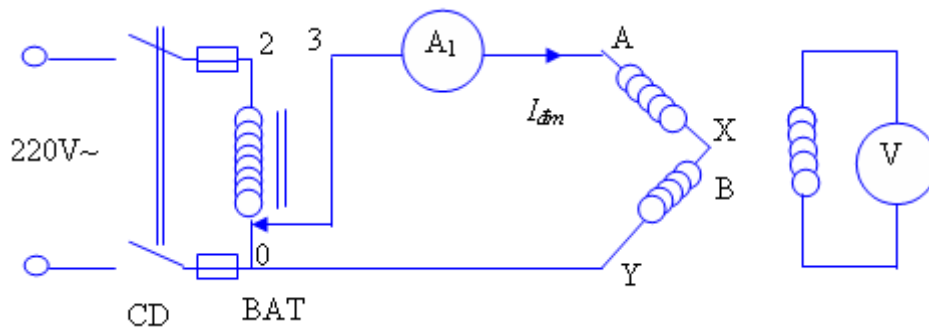 2 3 A₁ A
Iđm
220V~ X
B V
0 Y
CD BAT